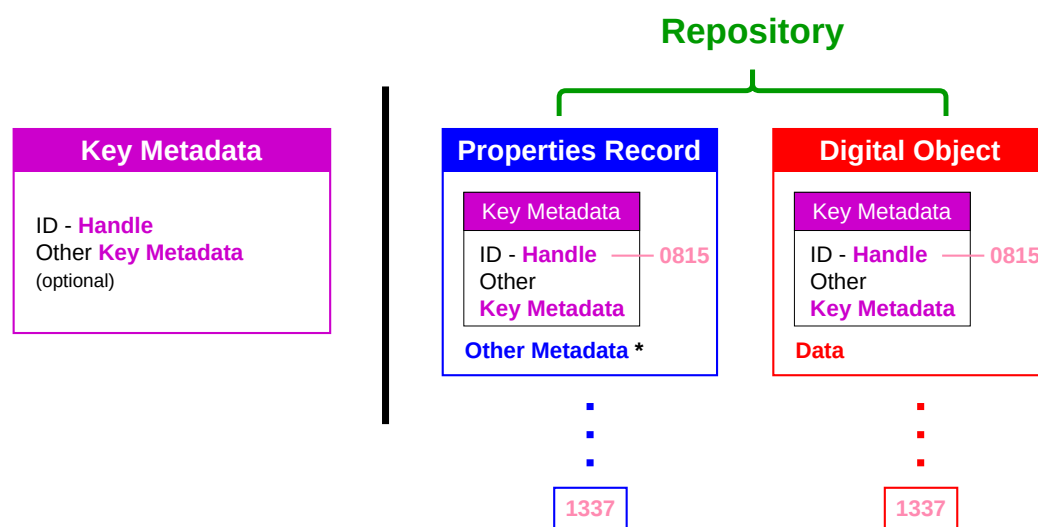 Repository
Key Metadata
ID - Handle
Other Key Metadata
(optional)
Properties Record
Key Metadata
ID - Handle 0815
Other
Key Metadata
Other Metadata *
1337
Digital Object
Key Metadata
ID - Handle 0815
Other
Key Metadata
Data
1337